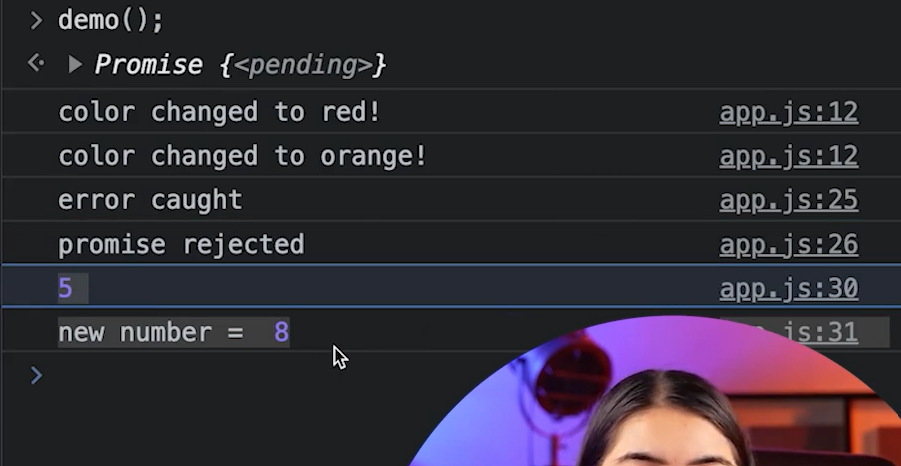 > demo();
Promise {<pending>}
color changed to red! app.js:12
color changed to orange! app.js:12
error caught app.js:25
promise rejected app.js:26
5 app.js:30
new number = 8 js:31
>